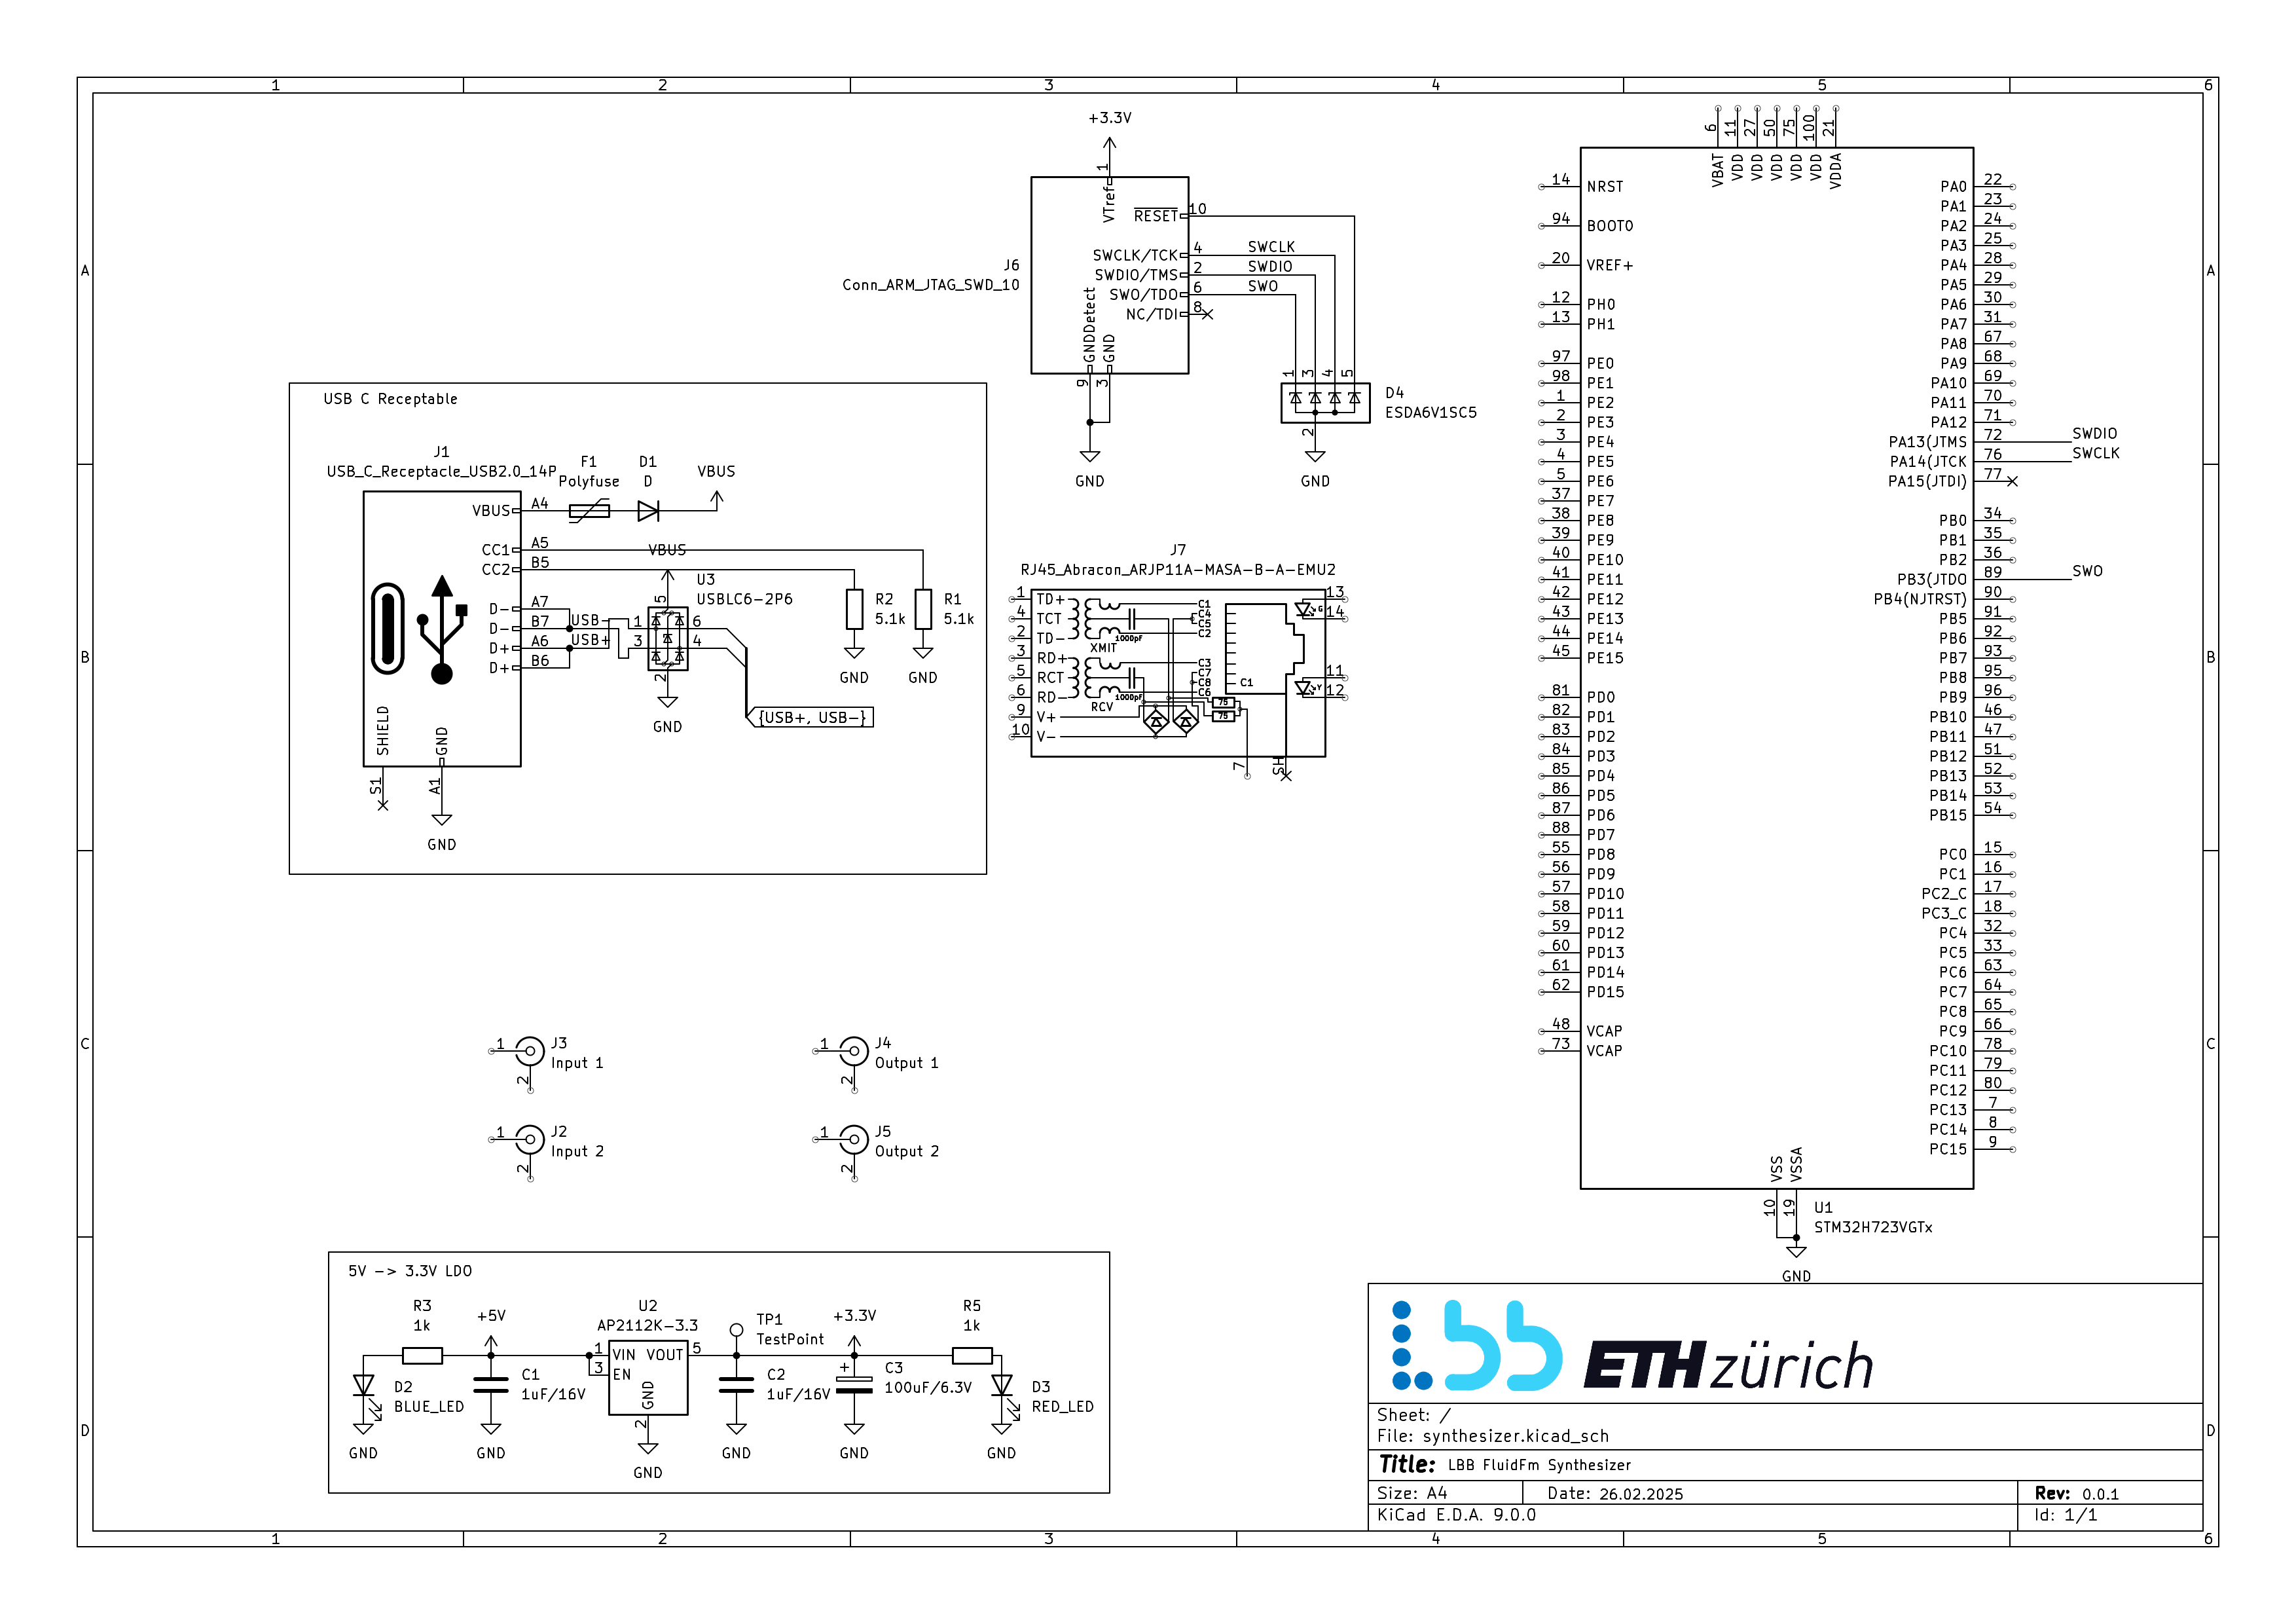 1 2 3 4 5 6
A
B
C
D
A
B
C
D
+3.3V
1
VTref
RESET 10
SWCLK/TCK 4 SWCLK
SWDIO/TMS 2 SWDIO
SWO/TDO 6 SWO
NC/TDI 8
GNDDetect
GND
9 3
GND
J6
Conn_ARM_JTAG_SWD_10
1 3 4 5
D4
ESDA6V1SC5
2
GND
USB C Receptable
J1
USB_C_Receptacle_USB2.0_14P
F1
Polyfuse
D1
D
VBUS
VBUS A4
CC1 A5
CC2 B5
D- A7
D- B7
D+ A6
D+ B6
USB-
USB+
SHIELD
GND
S1
A1
GND
VBUS
U3
USBLC6-2P6
5
1 6
3 4
2
GND
{USB+, USB-}
R2
5.1k
GND
R1
5.1k
GND
J7
RJ45_Abracon_ARJP11A-MASA-B-A-EMU2
1 TD+
4 TCT
2 TD-
3 RD+
5 RCT
6 RD-
9 V+
10 V-
XMIT
RCV
1000pF
1000pF
C1
C4
C5
C2
C3
C7
C8
C6
C1
75
75
G
Y
13
14
11
12
7
SH
6 11 27 50 75 100 21
VBAT VDD VDD VDD VDD VDD VDDA
14 NRST
94 BOOT0
20 VREF+
12 PH0
13 PH1
97 PE0
98 PE1
1 PE2
2 PE3
3 PE4
4 PE5
5 PE6
37 PE7
38 PE8
39 PE9
40 PE10
41 PE11
42 PE12
43 PE13
44 PE14
45 PE15
81 PD0
82 PD1
83 PD2
84 PD3
85 PD4
86 PD5
87 PD6
88 PD7
55 PD8
56 PD9
57 PD10
58 PD11
59 PD12
60 PD13
61 PD14
62 PD15
48 VCAP
73 VCAP
PA0 22
PA1 23
PA2 24
PA3 25
PA4 28
PA5 29
PA6 30
PA7 31
PA8 67
PA9 68
PA10 69
PA11 70
PA12 71
PA13(JTMS 72 SWDIO
PA14(JTCK 76 SWCLK
PA15(JTDI) 77
PB0 34
PB1 35
PB2 36
PB3(JTDO 89 SWO
PB4(NJTRST) 90
PB5 91
PB6 92
PB7 93
PB8 95
PB9 96
PB10 46
PB11 47
PB12 51
PB13 52
PB14 53
PB15 54
PC0 15
PC1 16
PC2_C 17
PC3_C 18
PC4 32
PC5 33
PC6 63
PC7 64
PC8 65
PC9 66
PC10 78
PC11 79
PC12 80
PC13 7
PC14 8
PC15 9
VSS VSSA
10 19
U1
STM32H723VGTx
GND
1 J3
Input 1
2
1 J4
Output 1
2
1 J2
Input 2
2
1 J5
Output 2
2
5V -> 3.3V LDO
R3
1k
+5V
U2
AP2112K-3.3
1 VIN VOUT 5
3 EN
GND
2
TP1
TestPoint
+3.3V
R5
1k
D2
BLUE_LED
C1
1uF/16V
C2
1uF/16V
+
C3
100uF/6.3V
D3
RED_LED
GND GND GND GND GND GND
lbb ETH zürich
Sheet: /
File: synthesizer.kicad_sch
Title: LBB FluidFm Synthesizer
Size: A4 Date: 26.02.2025 Rev: 0.0.1
KiCad E.D.A. 9.0.0 Id: 1/1
1 2 3 4 5 6